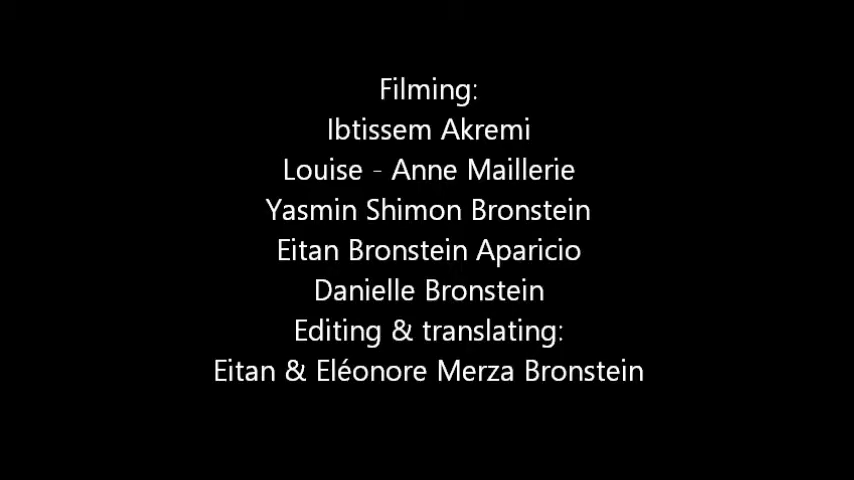 Filming:
Ibtissem Akremi
Louise - Anne Maillerie
Yasmin Shimon Bronstein
Eitan Bronstein Aparicio
Danielle Bronstein
Editing & translating:
Eitan & Eléonore Merza Bronstein